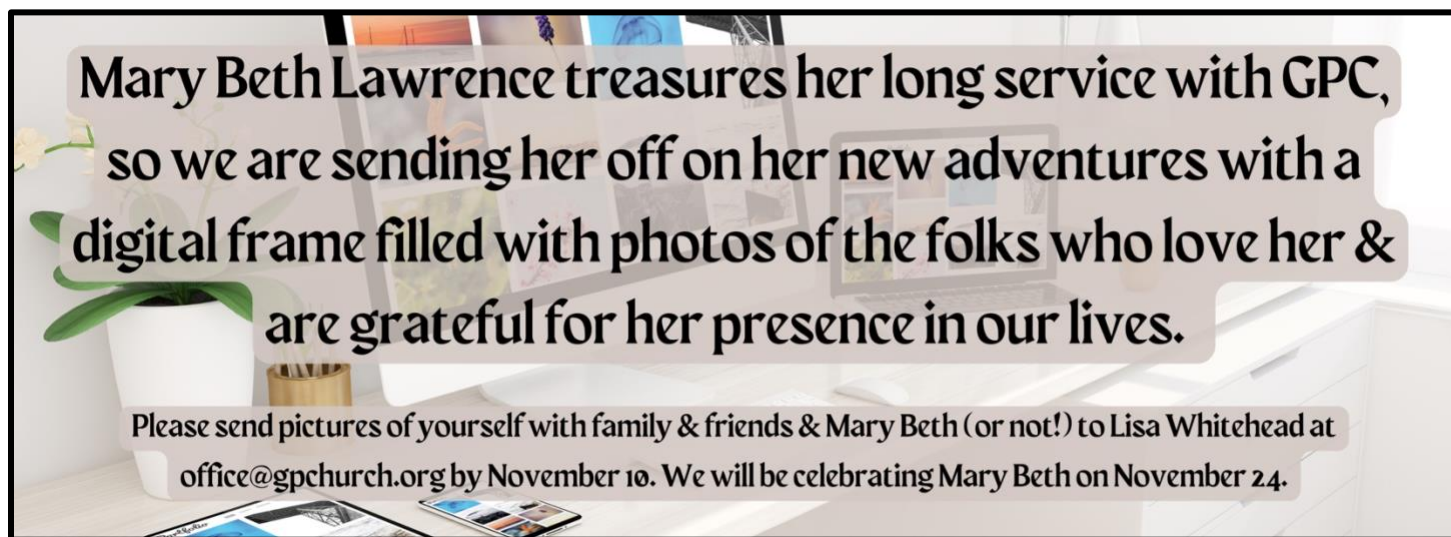 Mary Beth Lawrence treasures her long service with GPC,
so we are sending her off on her new adventures with a
digital frame filled with photos of the folks who love her &
are grateful for her presence in our lives.
Please send pictures of yourself with family & friends & Mary Beth (or not!) to Lisa Whitehead at
office@gpchurch.org by November 10. We will be celebrating Mary Beth on November 24.
Portfolio